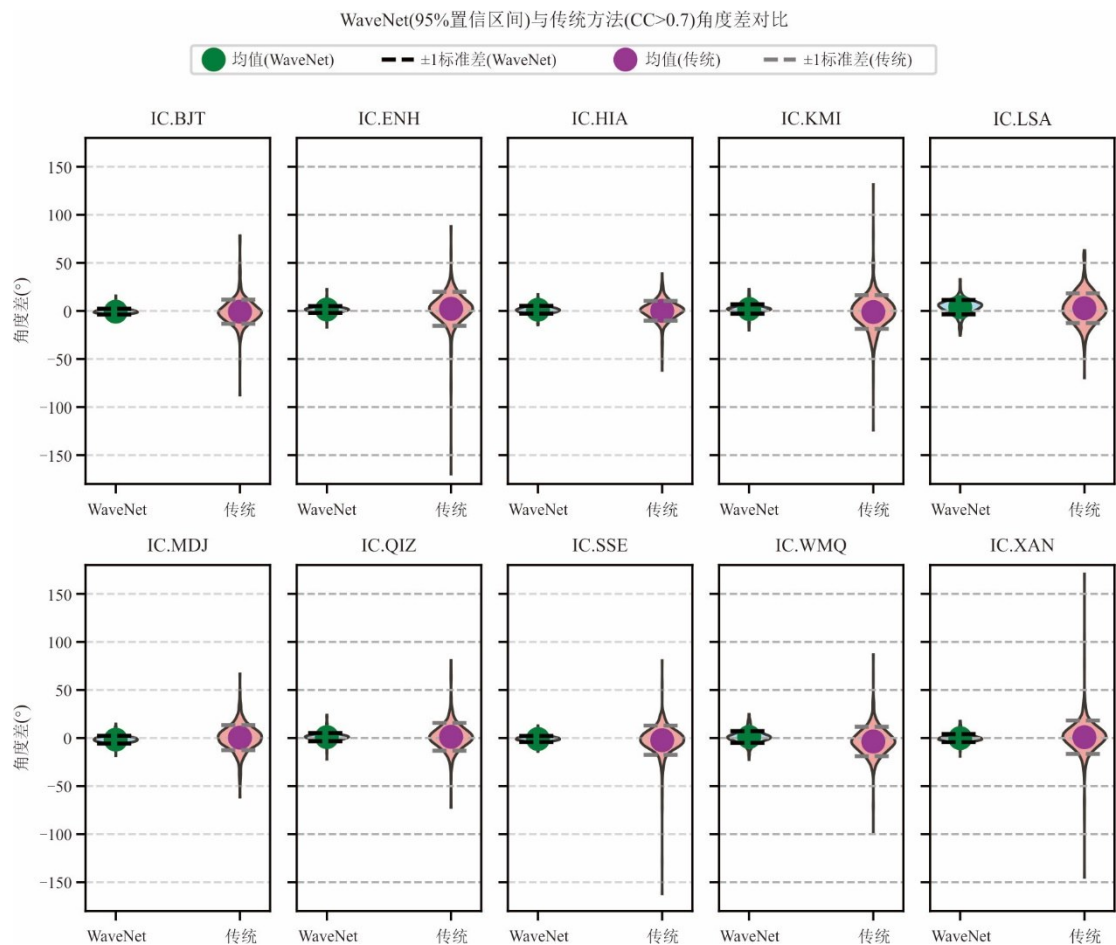 WaveNet(95%置信区间)与传统方法(CC>0.7)角度差对比
均值(WaveNet) ±1标准差(WaveNet) 均值(传统) ±1标准差(传统)
IC.BJT IC.ENH IC.HIA IC.KMI IC.LSA
150
100
50
0
−50
−100
−150
角度差(°)
WaveNet 传统 WaveNet 传统 WaveNet 传统 WaveNet 传统 WaveNet 传统
IC.MDJ IC.QIZ IC.SSE IC.WMQ IC.XAN
150
100
50
0
−50
−100
−150
角度差(°)
WaveNet 传统 WaveNet 传统 WaveNet 传统 WaveNet 传统 WaveNet 传统